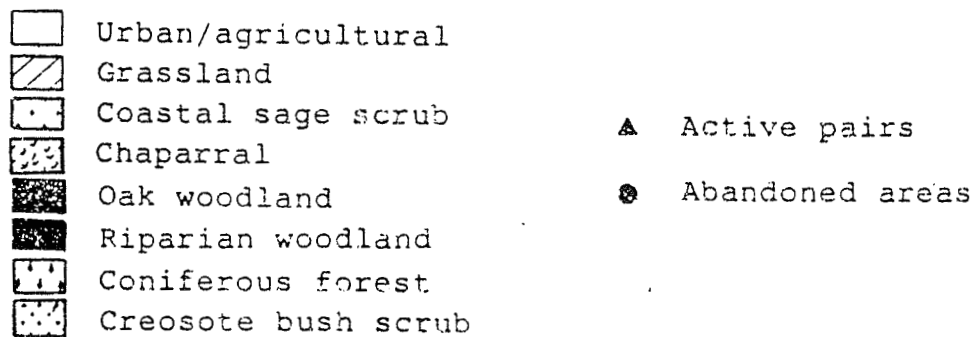 Urban/agricultural
Grassland
Coastal sage scrub
Chaparral
Oak woodland
Riparian woodland
Coniferous forest
Creosote bush scrub
Active pairs
Abandoned areas